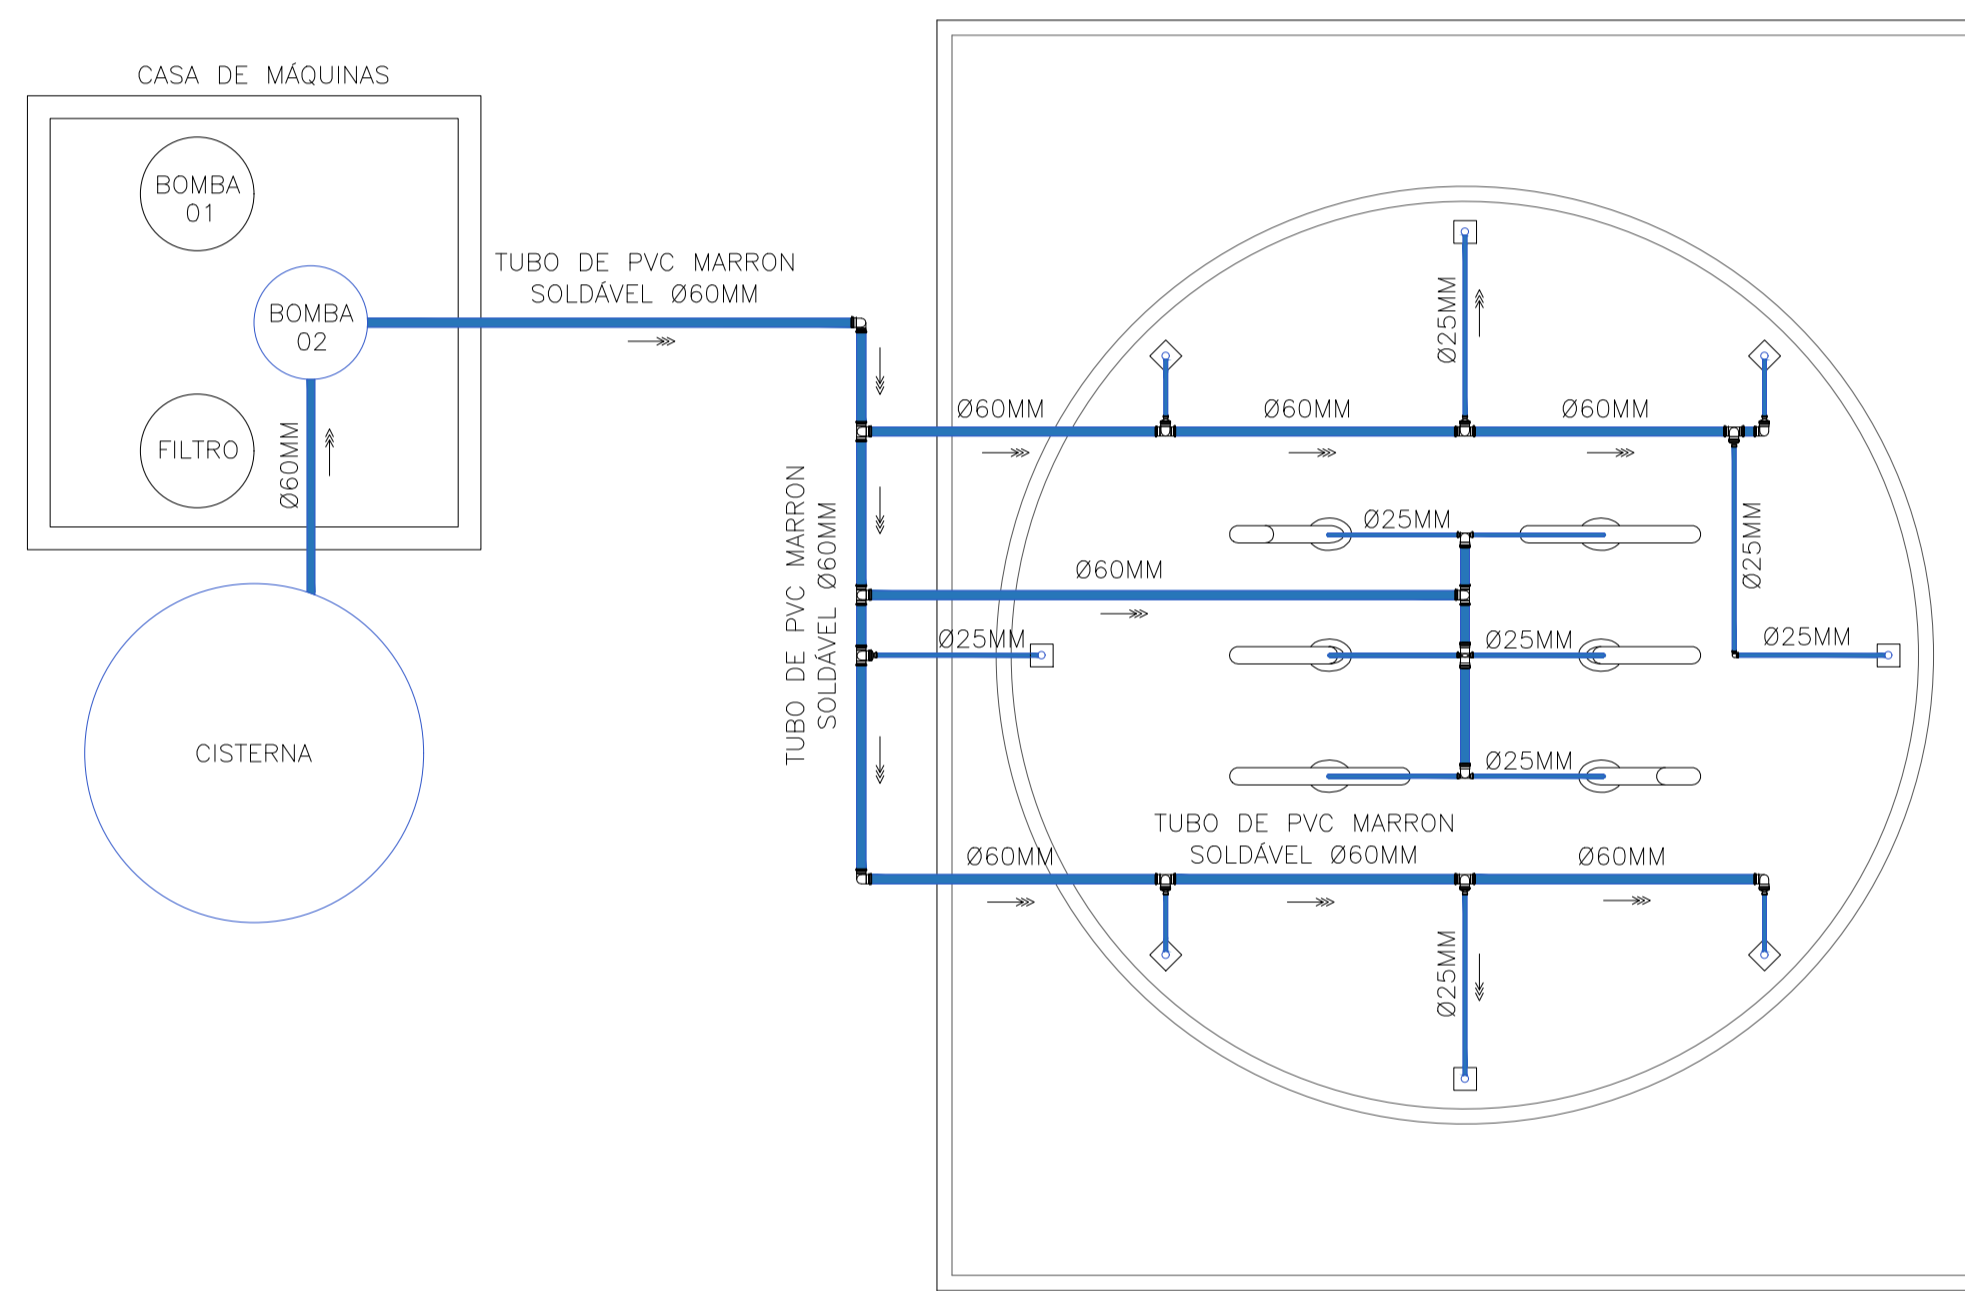 CASA DE MÁQUINAS
BOMBA
01
BOMBA
02
FILTRO
Ø60MM
CISTERNA
TUBO DE PVC MARRON
SOLDÁVEL Ø60MM
TUBO DE PVC MARRON
SOLDÁVEL Ø60MM
Ø60MM
Ø60MM
Ø60MM
Ø25MM
Ø25MM
Ø25MM
Ø60MM
Ø25MM
Ø25MM
Ø25MM
Ø25MM
TUBO DE PVC MARRON
SOLDÁVEL Ø60MM
Ø60MM
Ø60MM
Ø25MM